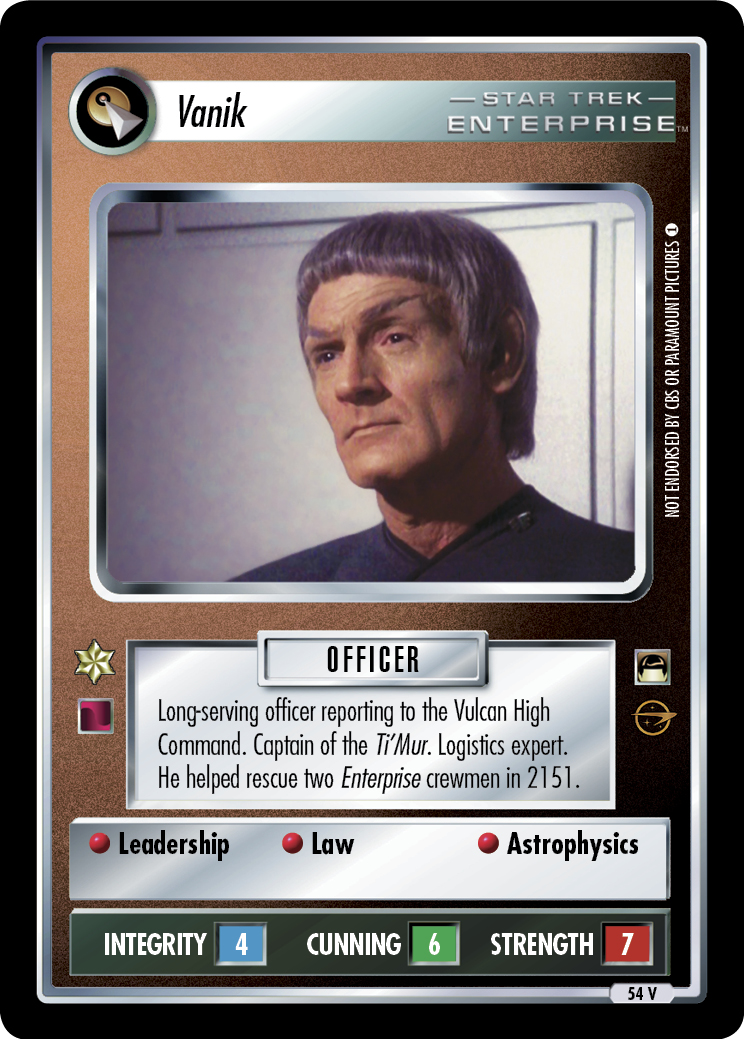 Vanik
STAR TREK
ENTERPRISE™
NOT ENDORSED BY CBS OR PARAMOUNT PICTURES 1
OFFICER
Long-serving officer reporting to the Vulcan High
Command. Captain of the Ti'Mur. Logistics expert.
He helped rescue two Enterprise crewmen in 2151.
Leadership Law Astrophysics
INTEGRITY 4 CUNNING 6 STRENGTH 7
54 V